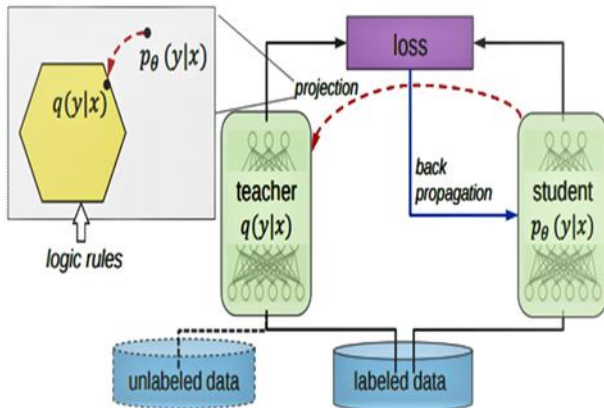 p_θ(y|x)
q(y|x)
logic rules
projection
loss
back
propagation
teacher
q(y|x)
student
p_θ(y|x)
unlabeled data
labeled data